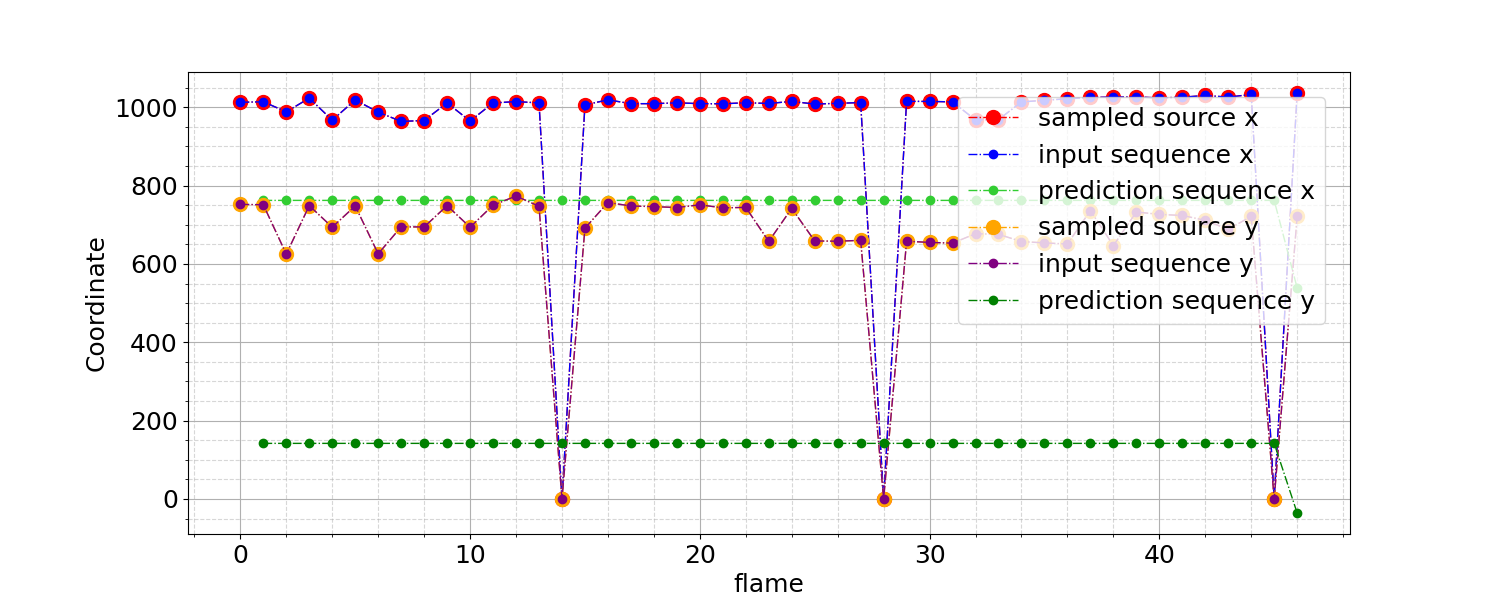 1000
800
600
400
200
0
Coordinate
0 10 20 30 40
flame
sampled source x
input sequence x
prediction sequence x
sampled source y
input sequence y
prediction sequence y